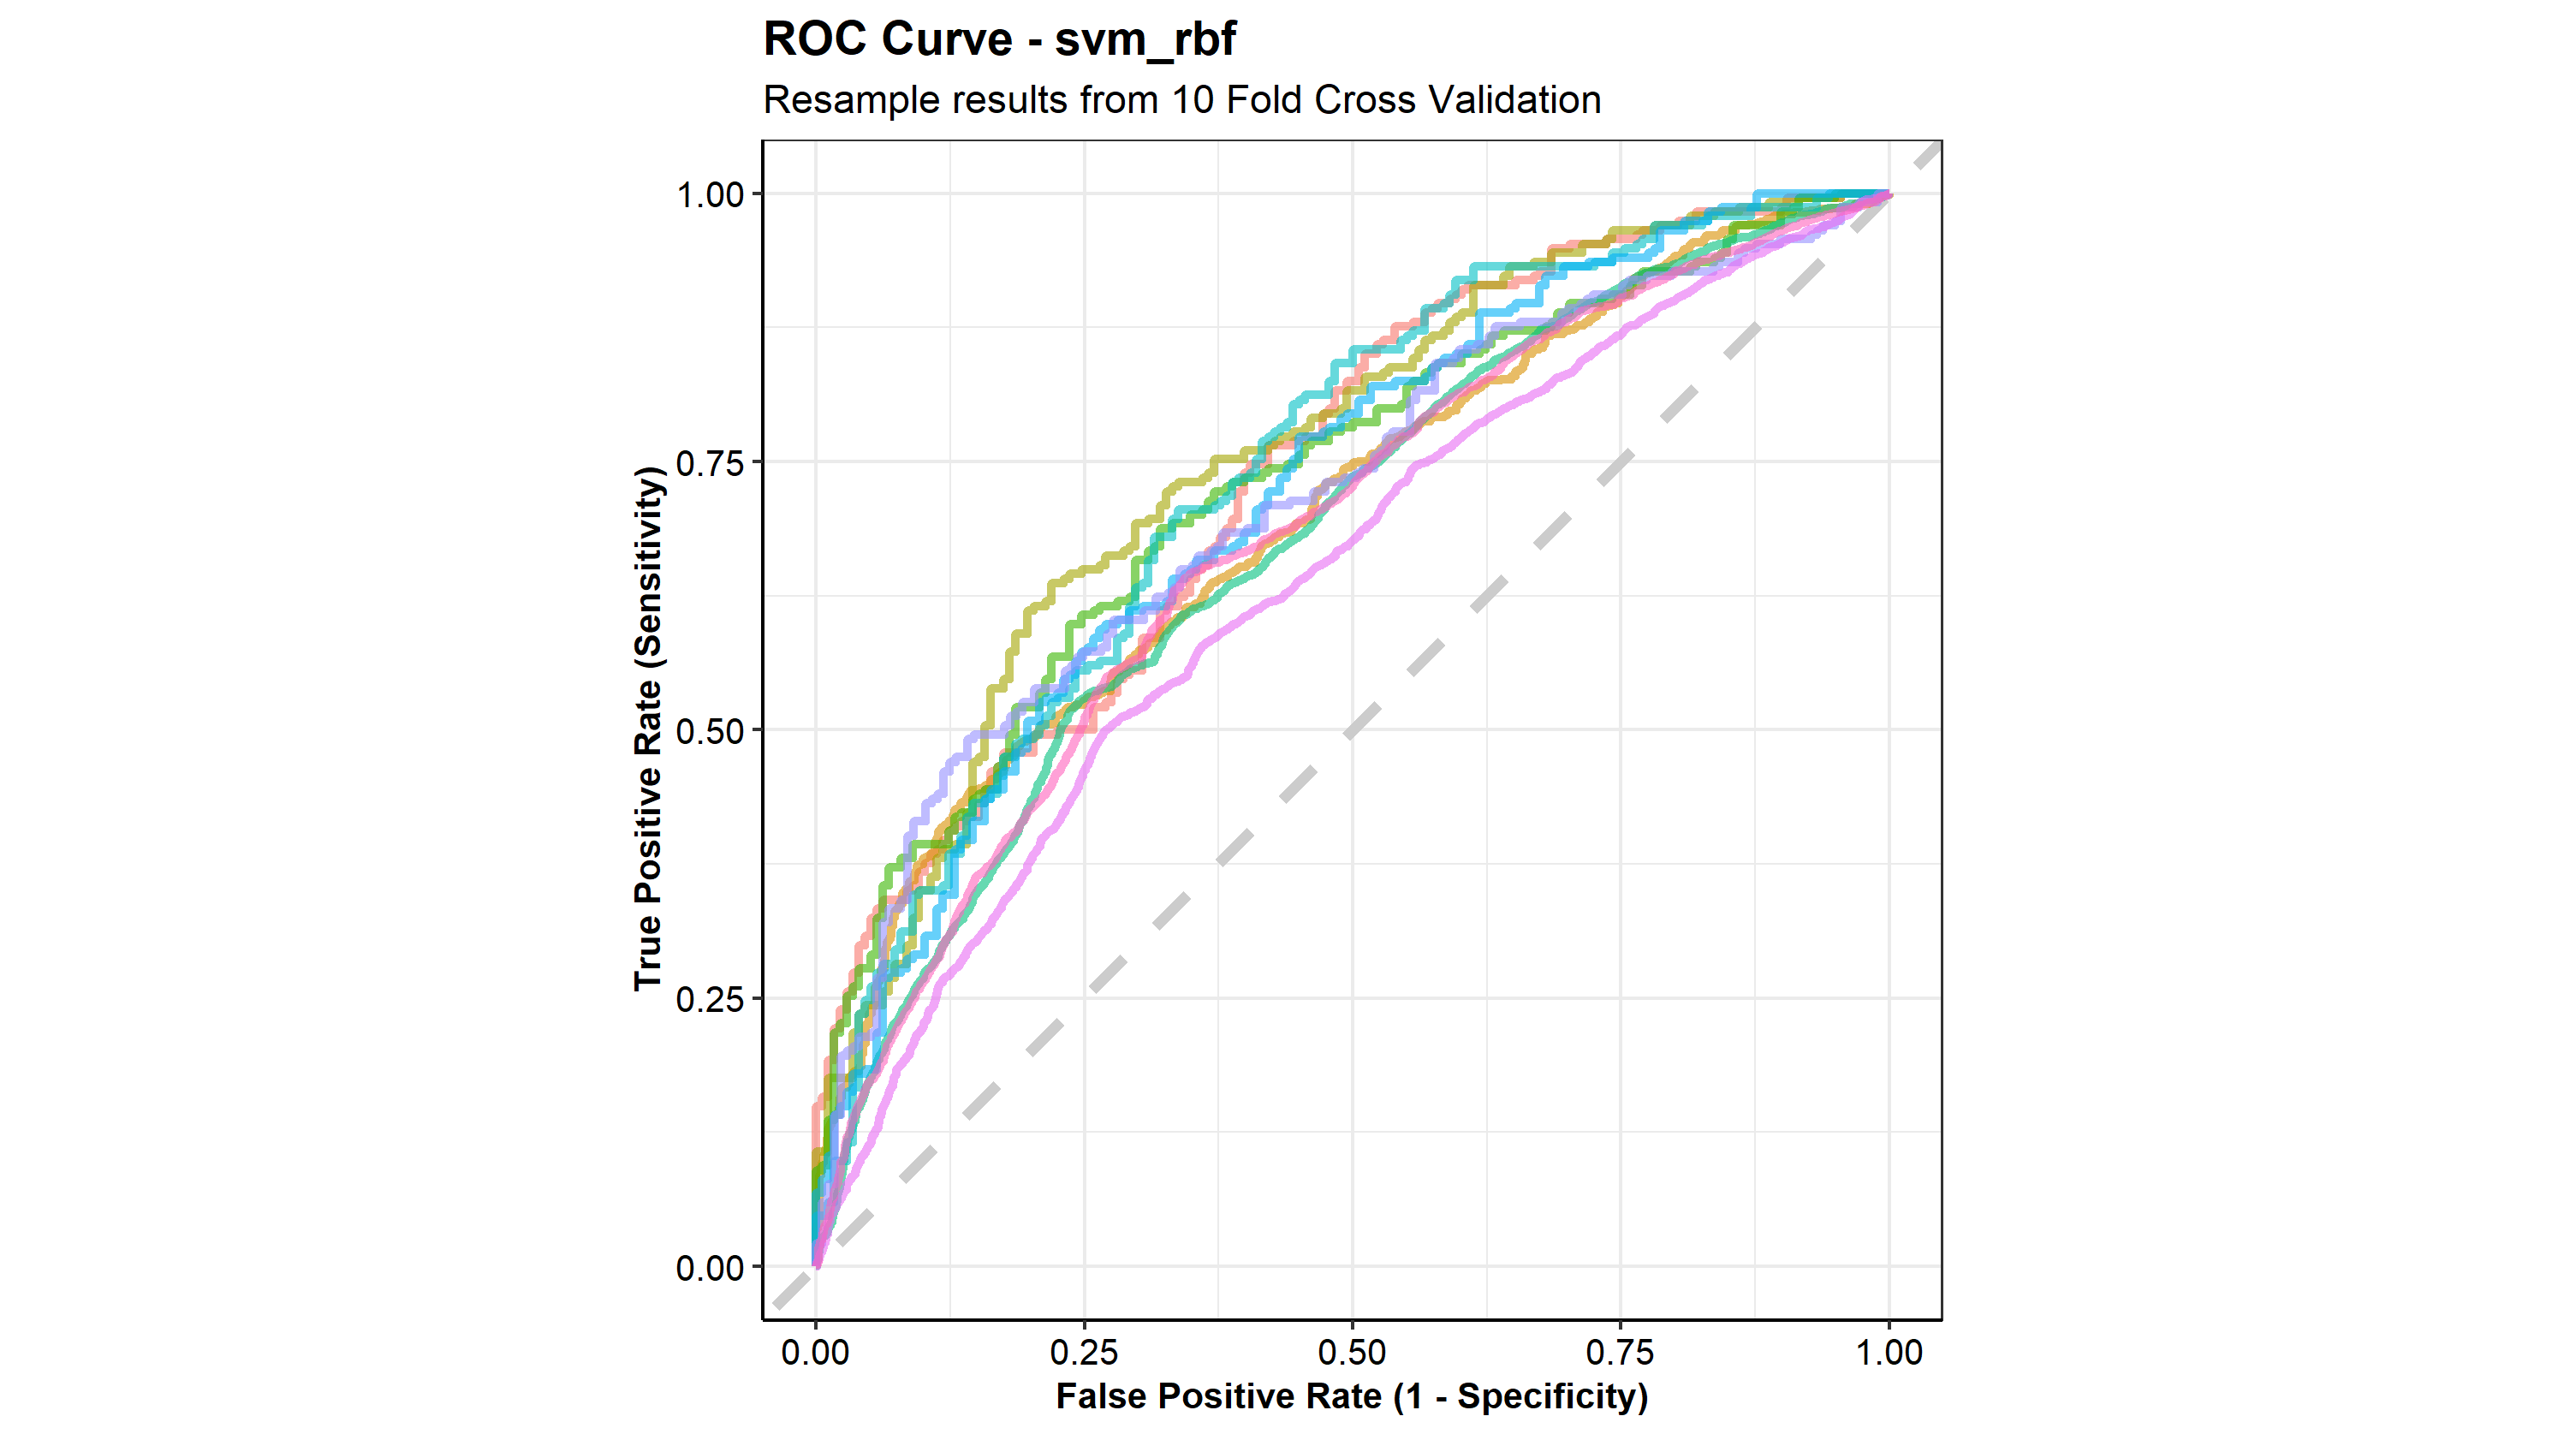 ROC Curve - svm_rbf
Resample results from 10 Fold Cross Validation
True Positive Rate (Sensitivity)
1.00
0.75
0.50
0.25
0.00
0.00 0.25 0.50 0.75 1.00
False Positive Rate (1 - Specificity)